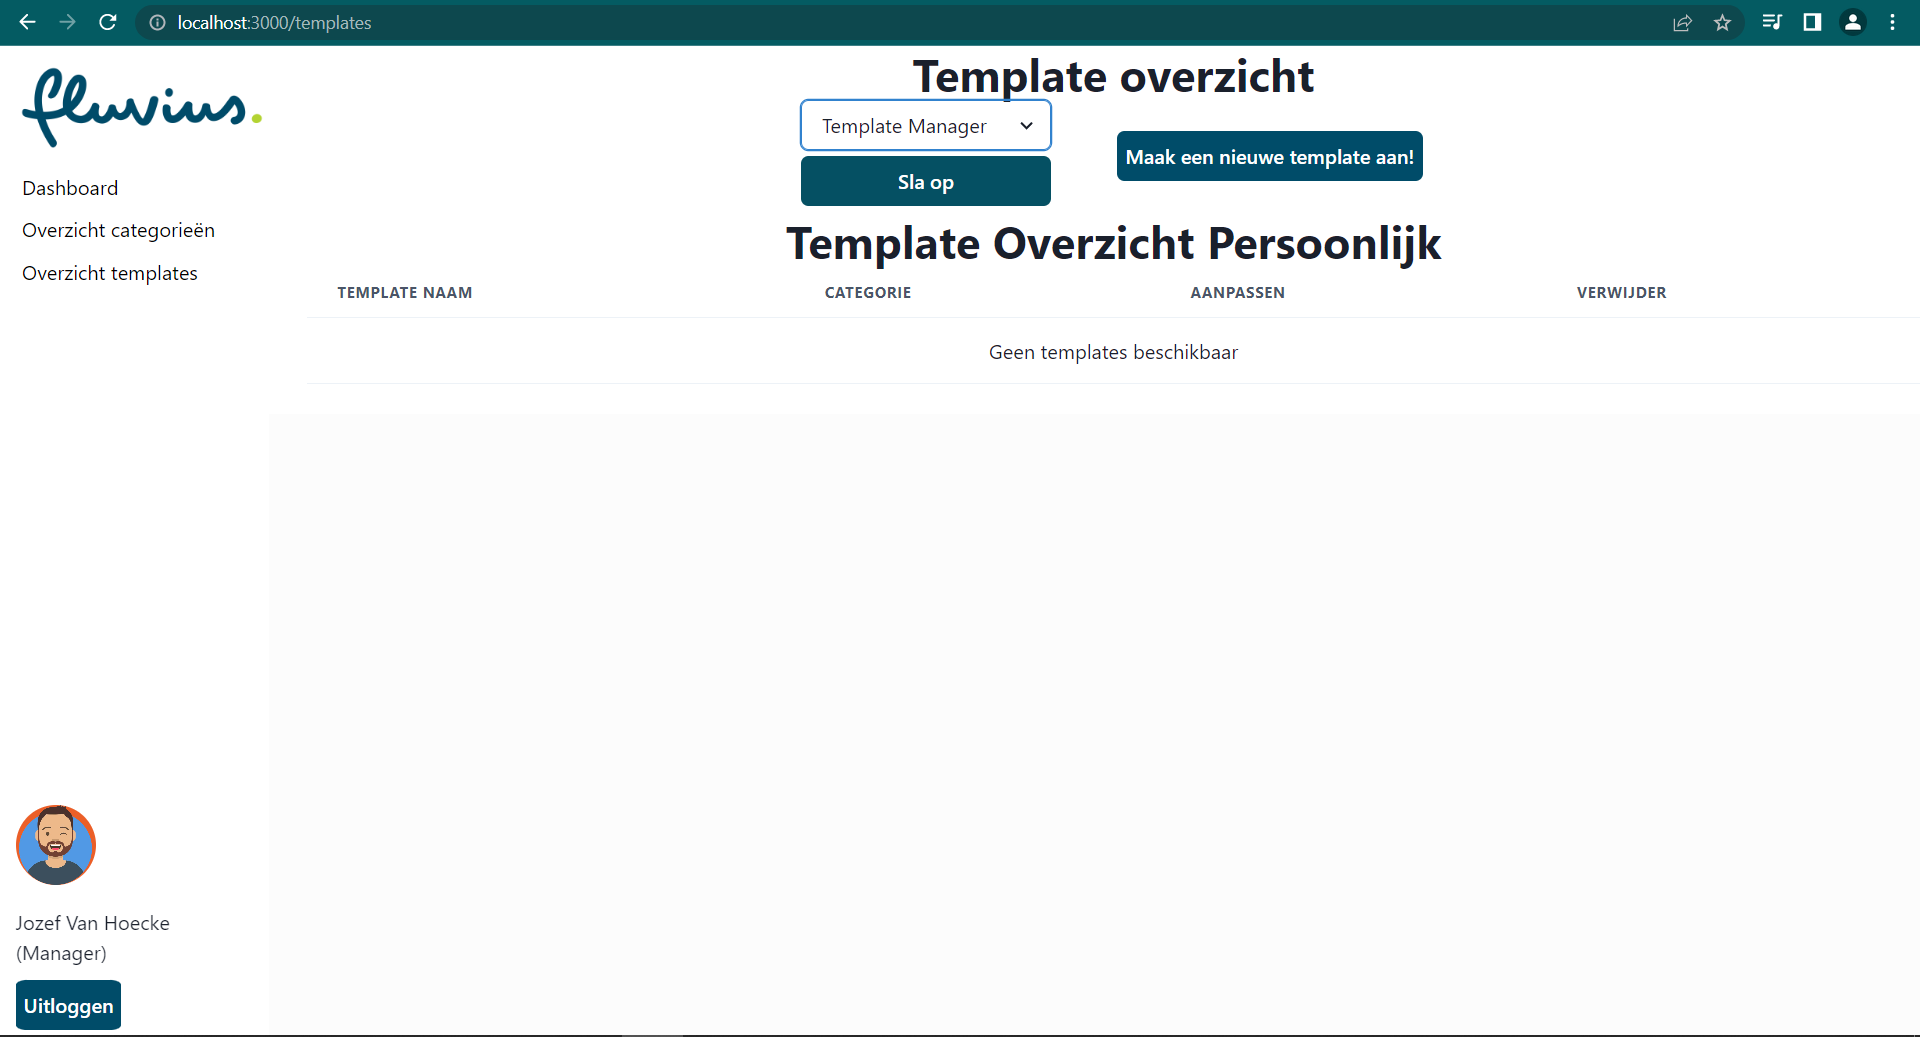 localhost:3000/templates
fluvius.
Dashboard
Overzicht categorieën
Overzicht templates
Template overzicht
Template Manager
Sla op
Maak een nieuwe template aan!
Template Overzicht Persoonlijk
TEMPLATE NAAM CATEGORIE AANPASSEN VERWIJDER
Geen templates beschikbaar
Jozef Van Hoecke
(Manager)
Uitloggen